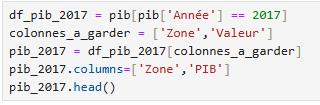 df_pib_2017 = pib[pib['Année'] == 2017]
colonnes_a_garder = ['Zone','Valeur']
pib_2017 = df_pib_2017[colonnes_a_garder]
pib_2017.columns=['Zone','PIB']
pib_2017.head()